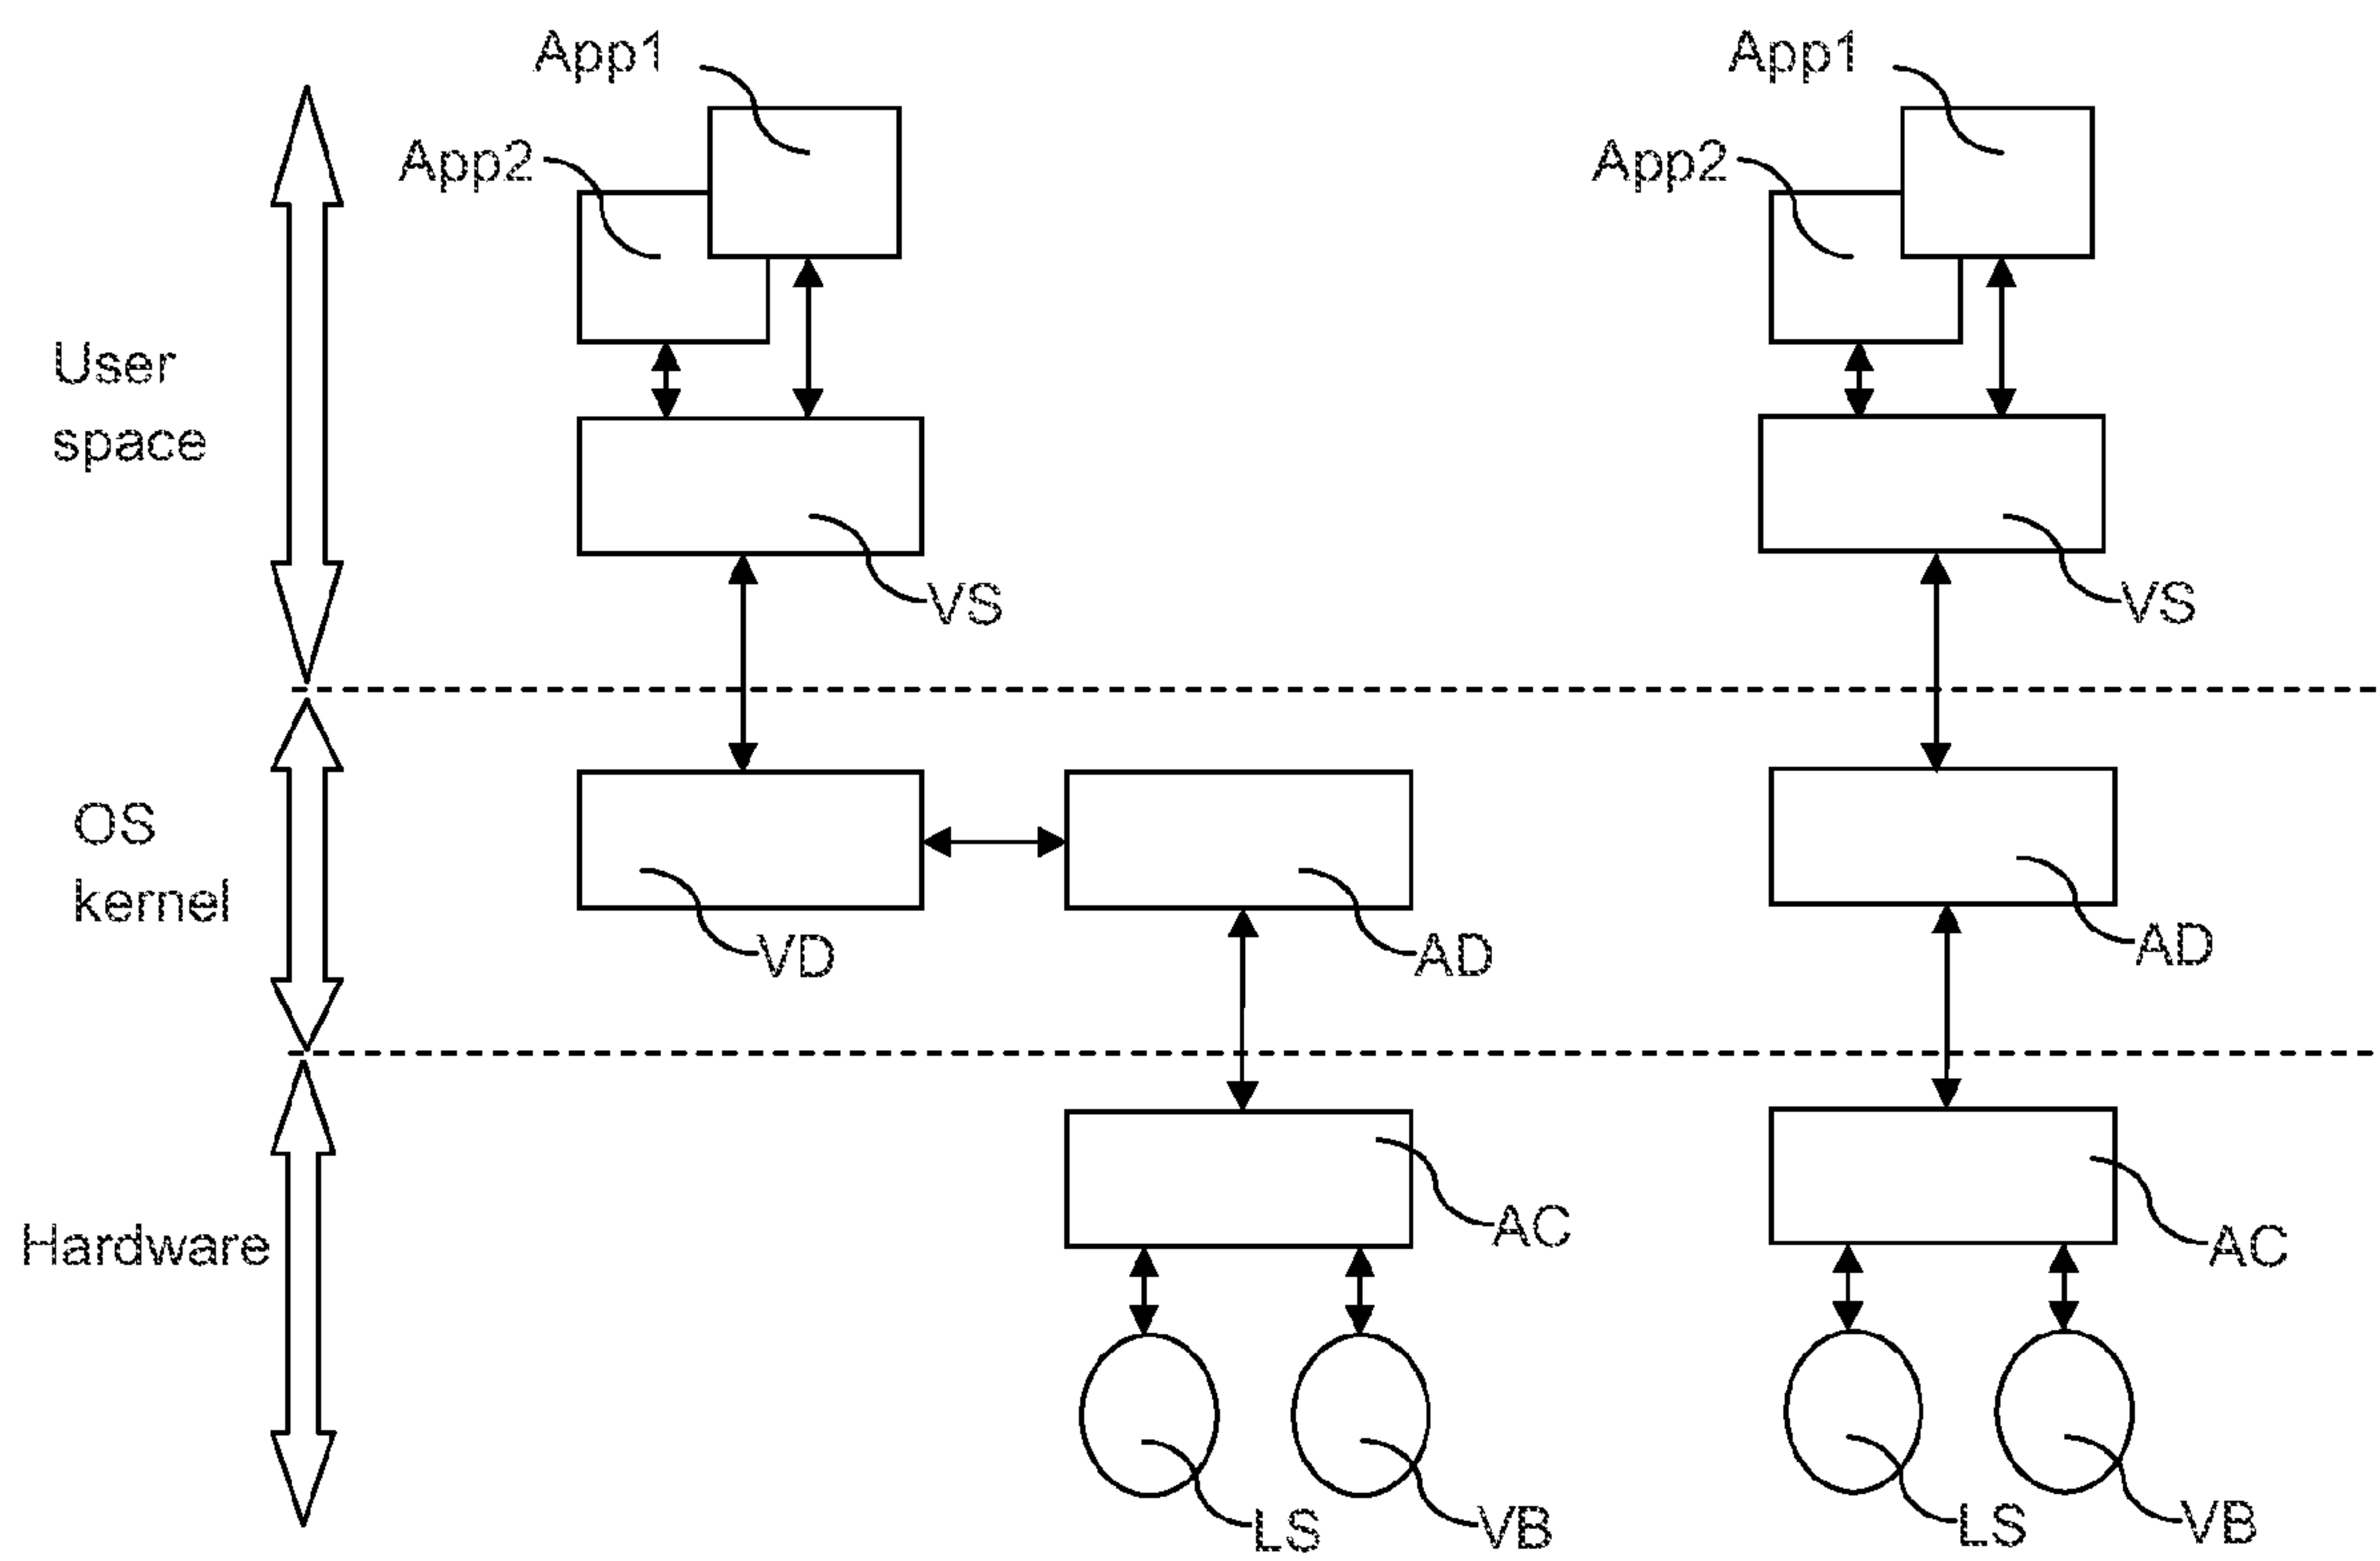 App1
App1
App2
App2
User
space
VS
VS
OS
kernel
VD
AD
AD
Hardware
AC
AC
LS
VB
LS
VB